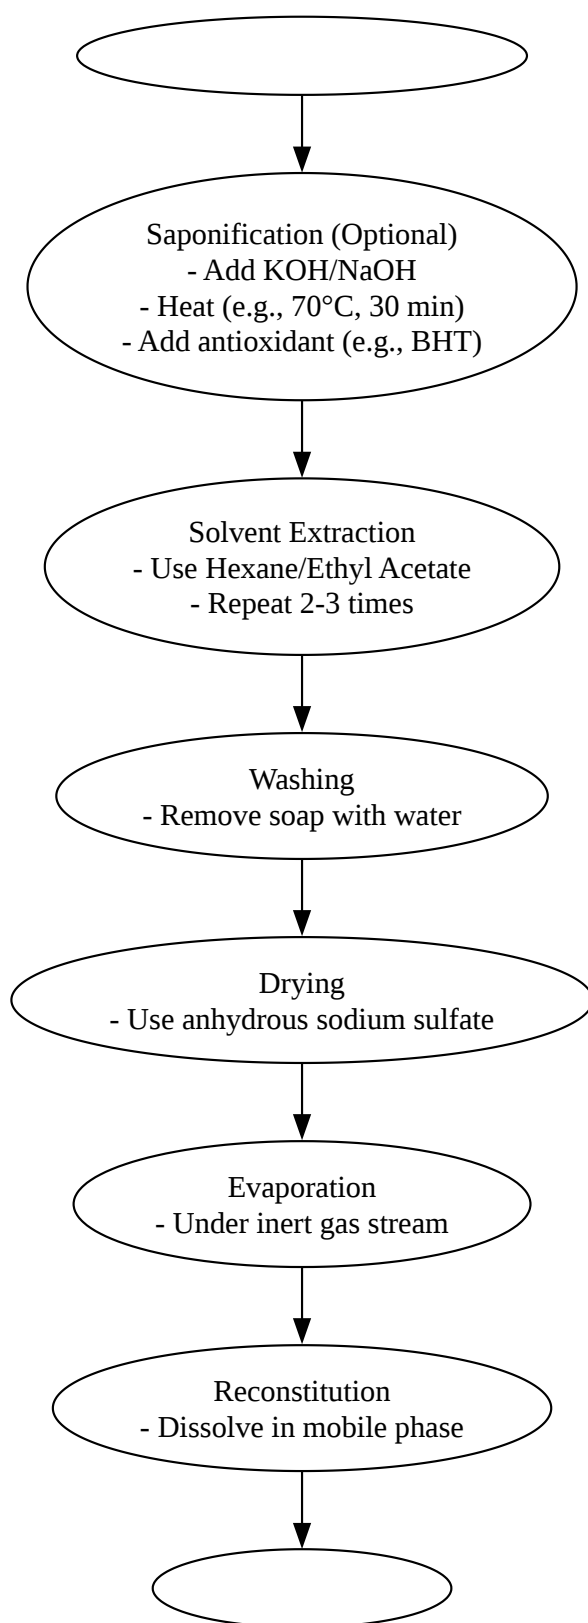 Saponification (Optional)
- Add KOH/NaOH
- Heat (e.g., 70°C, 30 min)
- Add antioxidant (e.g., BHT)
Solvent Extraction
- Use Hexane/Ethyl Acetate
- Repeat 2-3 times
Washing
- Remove soap with water
Drying
- Use anhydrous sodium sulfate
Evaporation
- Under inert gas stream
Reconstitution
- Dissolve in mobile phase